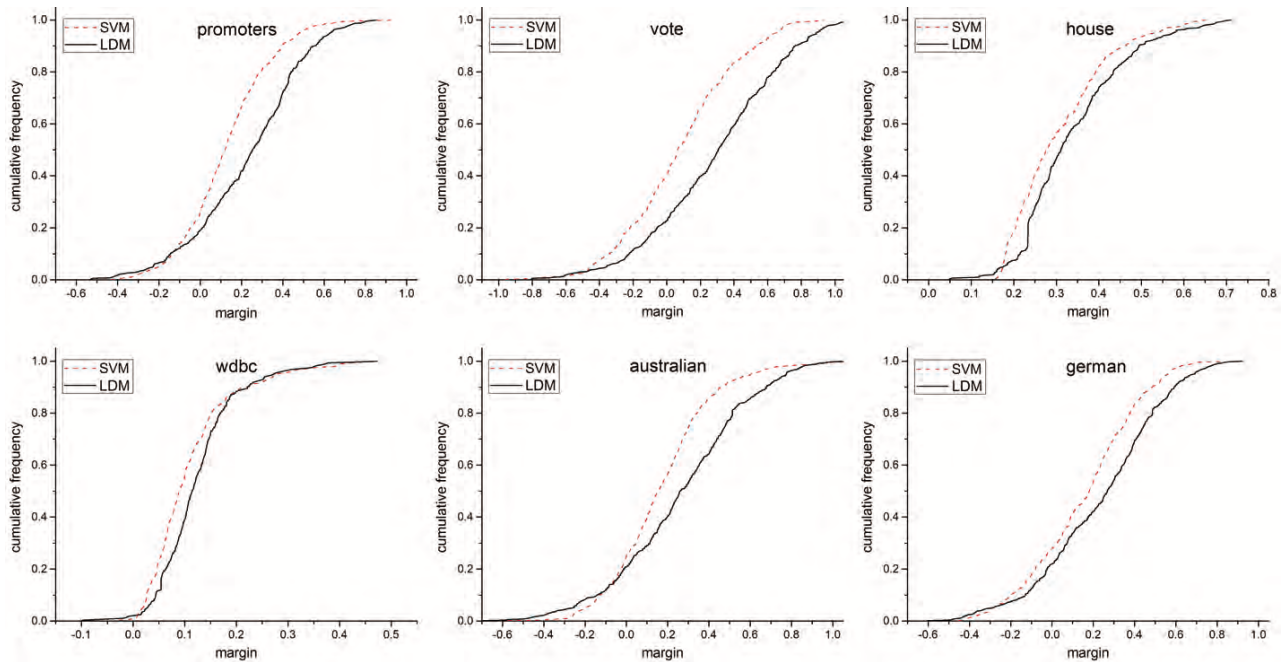 promoters
SVM
LDM
cumulative frequency
1.0
0.8
0.6
0.4
0.2
0.0
-0.6 -0.4 -0.2 0.0 0.2 0.4 0.6 0.8 1.0
margin
vote
SVM
LDM
cumulative frequency
1.0
0.8
0.6
0.4
0.2
0.0
-1.0 -0.8 -0.6 -0.4 -0.2 0.0 0.2 0.4 0.6 0.8 1.0
margin
house
SVM
LDM
cumulative frequency
1.0
0.8
0.6
0.4
0.2
0.0
0.0 0.1 0.2 0.3 0.4 0.5 0.6 0.7 0.8
margin
wdbc
SVM
LDM
cumulative frequency
1.0
0.8
0.6
0.4
0.2
0.0
-0.1 0.0 0.1 0.2 0.3 0.4 0.5
margin
australian
SVM
LDM
cumulative frequency
1.0
0.8
0.6
0.4
0.2
0.0
-0.6 -0.4 -0.2 0.0 0.2 0.4 0.6 0.8 1.0
margin
german
SVM
LDM
cumulative frequency
1.0
0.8
0.6
0.4
0.2
0.0
-0.6 -0.4 -0.2 0.0 0.2 0.4 0.6 0.8 1.0
margin